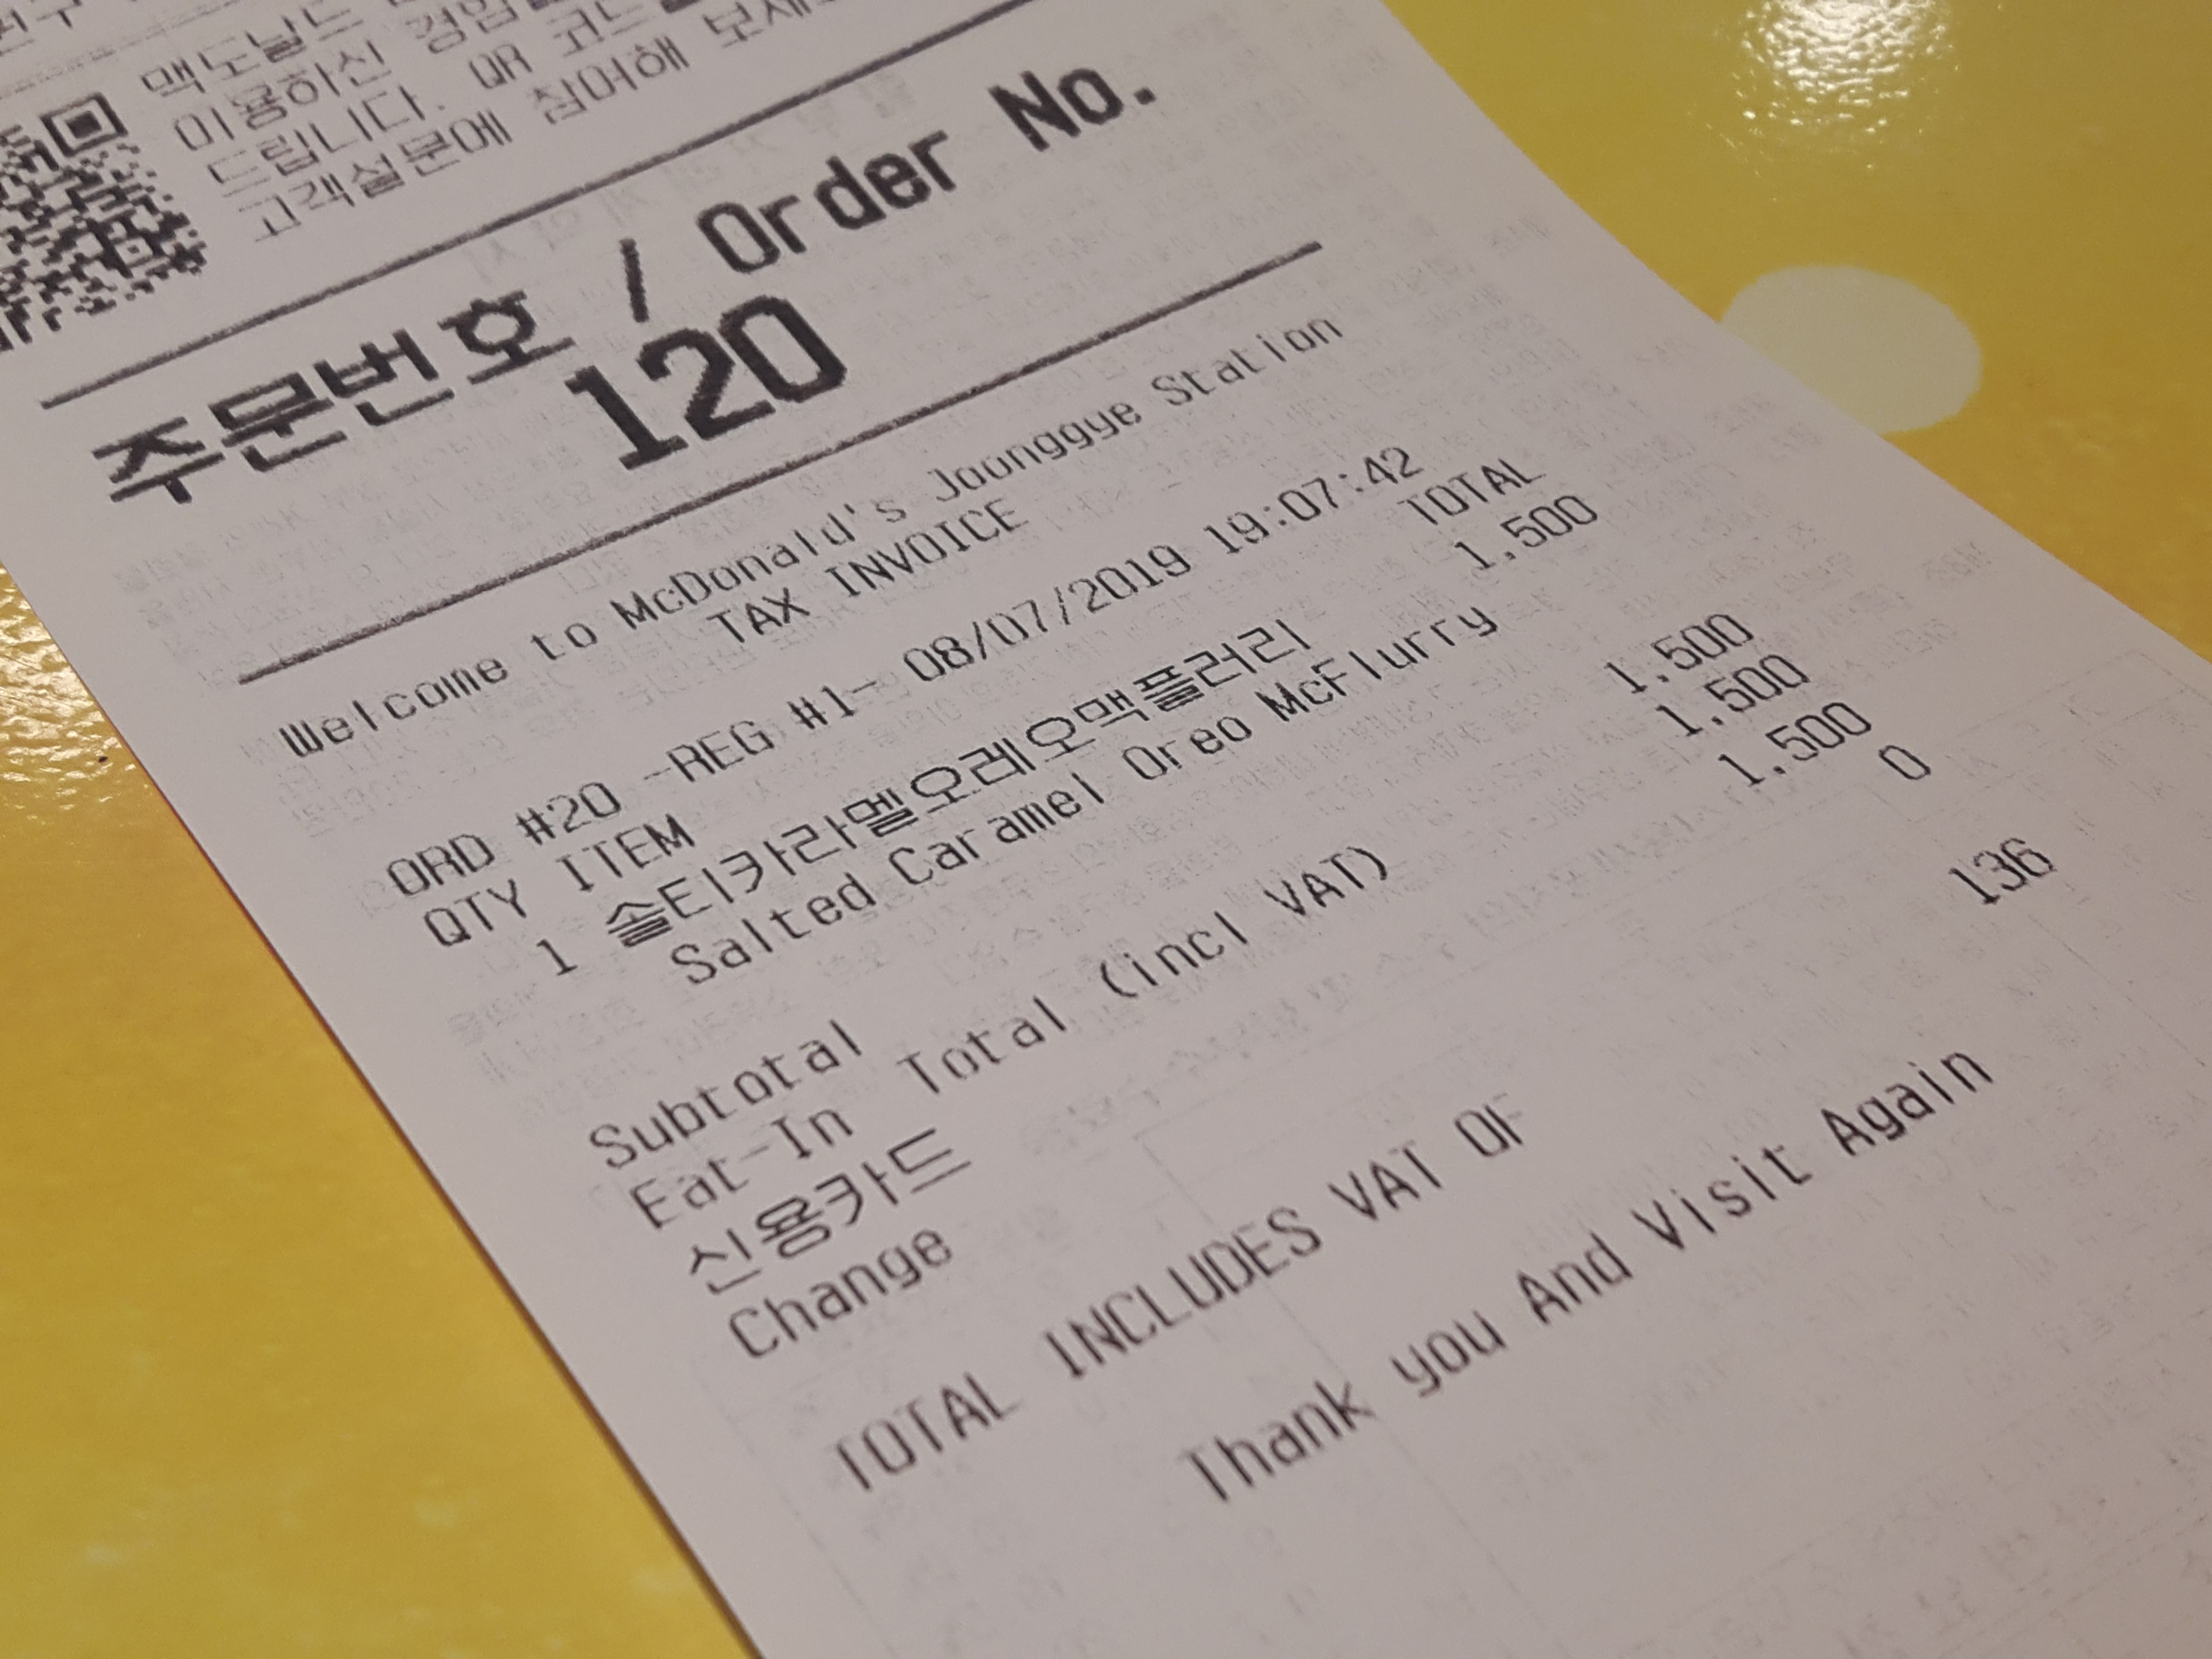 맥도날드
이용하신 경험
드립니다. QR 코드
고객설문에 참여해 보세
주문번호 / Order No.
120
Welcome to McDonald's Joonggye Station
TAX INVOICE
ORD #20 -REG #1- 08/07/2019 19:07:42
QTY ITEM TOTAL
1 솔티카라멜오레오맥플러리 1,500
Salted Caramel Oreo McFlurry
Subtotal 1,500
Eat-In Total (incl VAT) 1,500
신용카드 1,500
Change 0
TOTAL INCLUDES VAT OF 136
Thank you And Visit Again